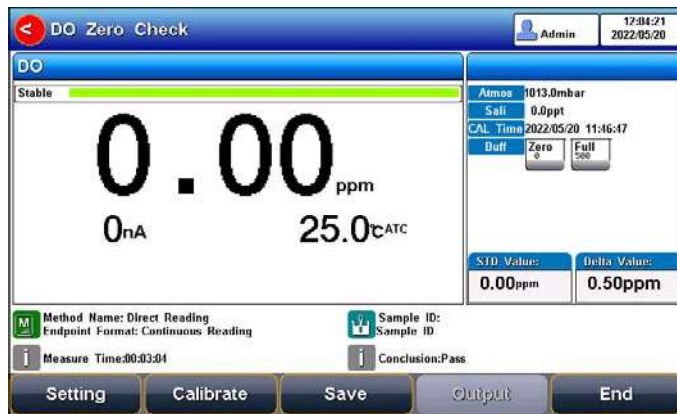 < DO Zero Check
Admin
12:04:21
2022/05/20
DO
Stable
0.00ppm
0nA
25.0℃ATC
Atmos 1013.0mbar
Sali 0.0ppt
CAL Time 2022/05/20 11:46:47
Buff Zero 0 Full 500
STD Value: Delta Value:
0.00ppm 0.50ppm
M Method Name: Direct Reading
Endpoint Format: Continuous Reading
Sample ID:
Sample ID
i Measure Time:00:03:04
i Conclusion:Pass
Setting Calibrate Save Output End